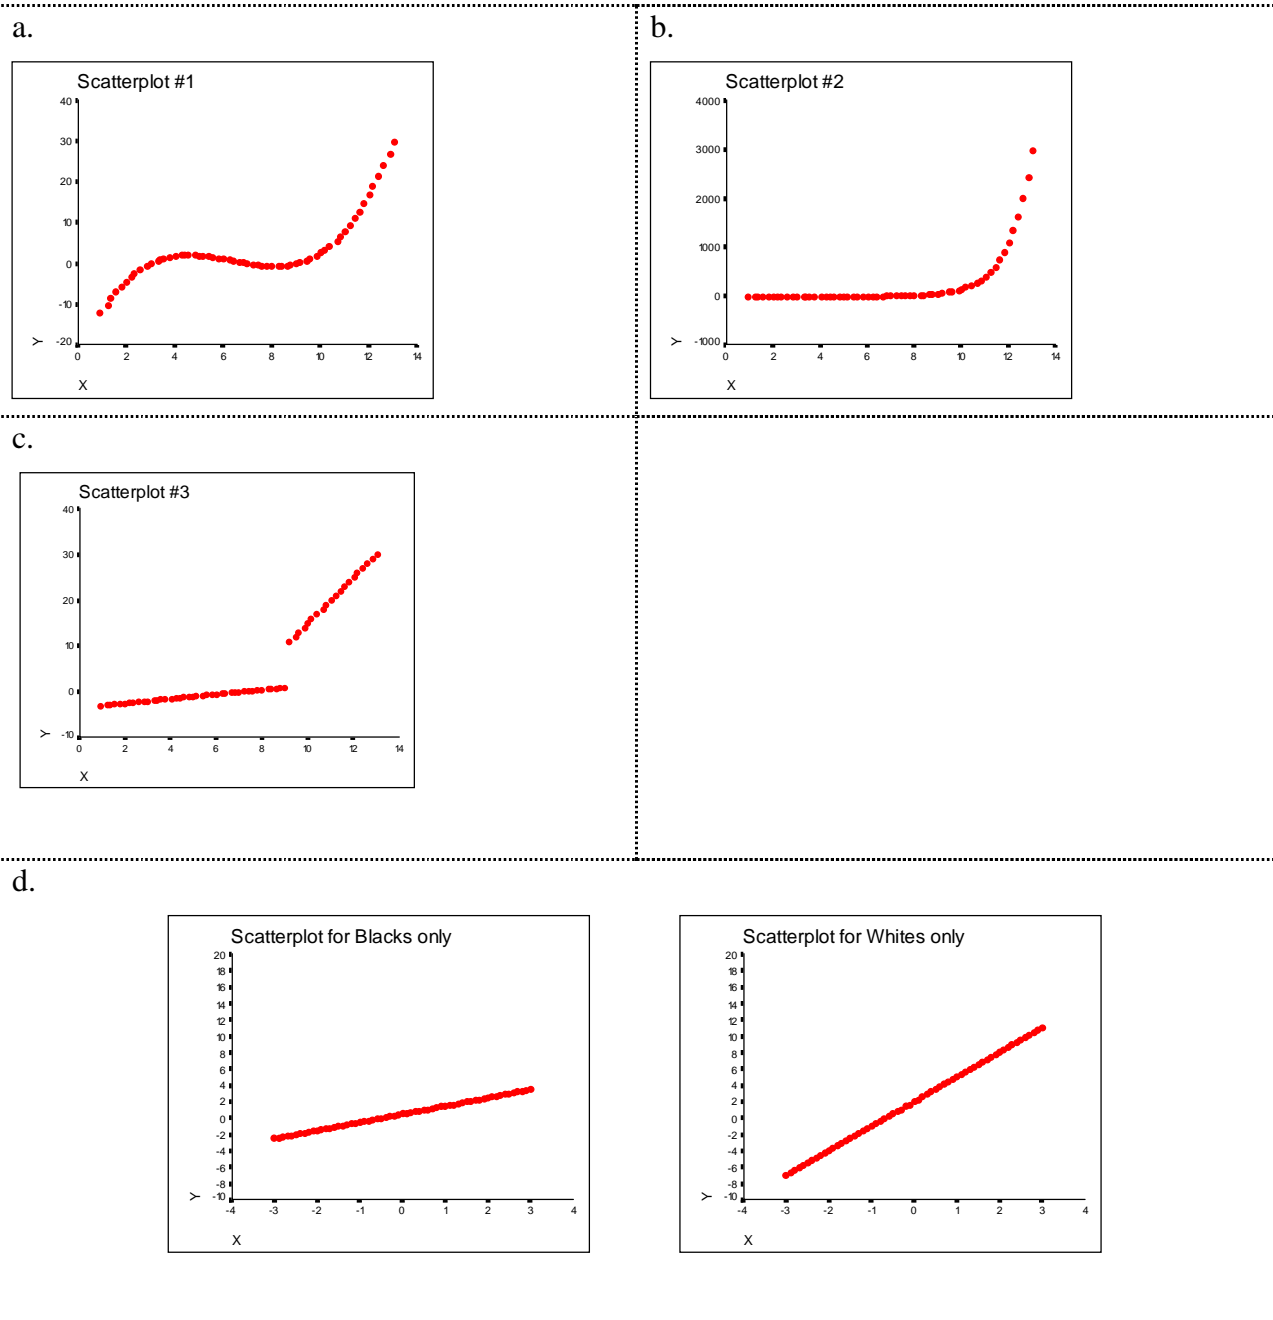 a.
Scatterplot #1
40
30
20
10
0
-10
-20
Y
0 2 4 6 8 10 12 14
X
b.
Scatterplot #2
4000
3000
2000
1000
0
-1000
Y
0 2 4 6 8 10 12 14
X
c.
Scatterplot #3
40
30
20
10
0
-10
Y
0 2 4 6 8 10 12 14
X
d.
Scatterplot for Blacks only
20
18
16
14
12
10
8
6
4
2
0
-2
-4
-6
-8
-10
Y
-4 -3 -2 -1 0 1 2 3 4
X
Scatterplot for Whites only
20
18
16
14
12
10
8
6
4
2
0
-2
-4
-6
-8
-10
Y
-4 -3 -2 -1 0 1 2 3 4
X